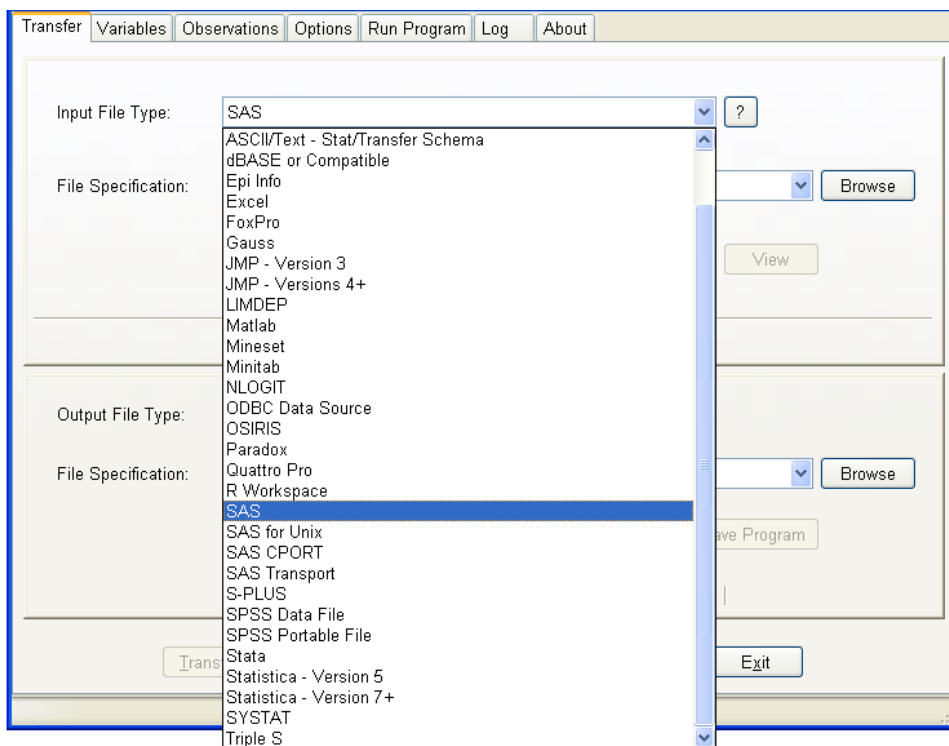 Transfer Variables Observations Options Run Program Log About
Input File Type: SAS ?
ASCII/Text - Stat/Transfer Schema
dBASE or Compatible
File Specification: Browse
Epi Info
Excel
FoxPro
Gauss
View
JMP - Version 3
JMP - Versions 4+
LIMDEP
Matlab
Mineset
Minitab
NLOGIT
Output File Type:
ODBC Data Source
OSIRIS
Paradox
File Specification: Browse
Quattro Pro
R Workspace
SAS
SAS for Unix
ave Program
SAS CPORT
SAS Transport
S-PLUS
SPSS Data File
SPSS Portable File
Stata
Trans
Exit
Statistica - Version 5
Statistica - Version 7+
SYSTAT
Triple S